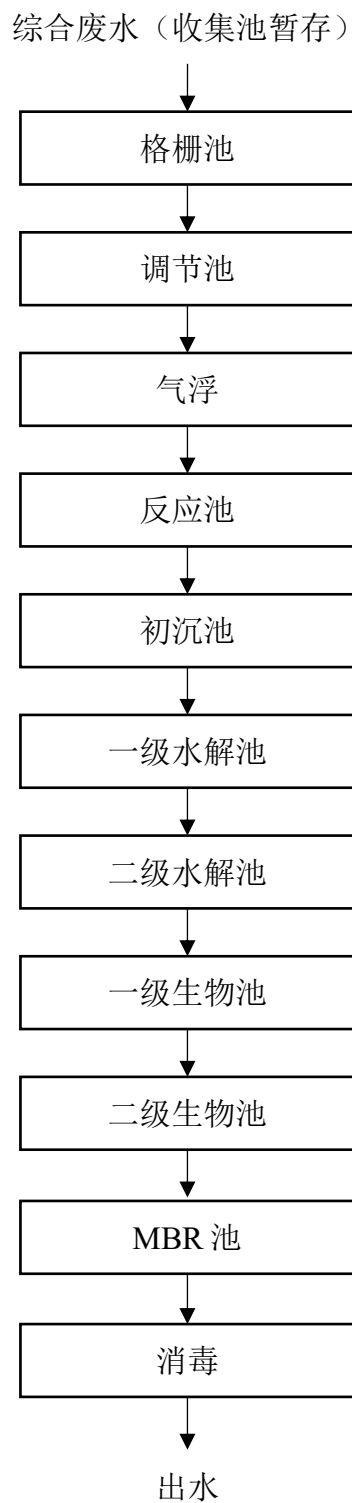 综合废水（收集池暂存）
格栅池
调节池
气浮
反应池
初沉池
一级水解池
二级水解池
一级生物池
二级生物池
MBR 池
消毒
出水